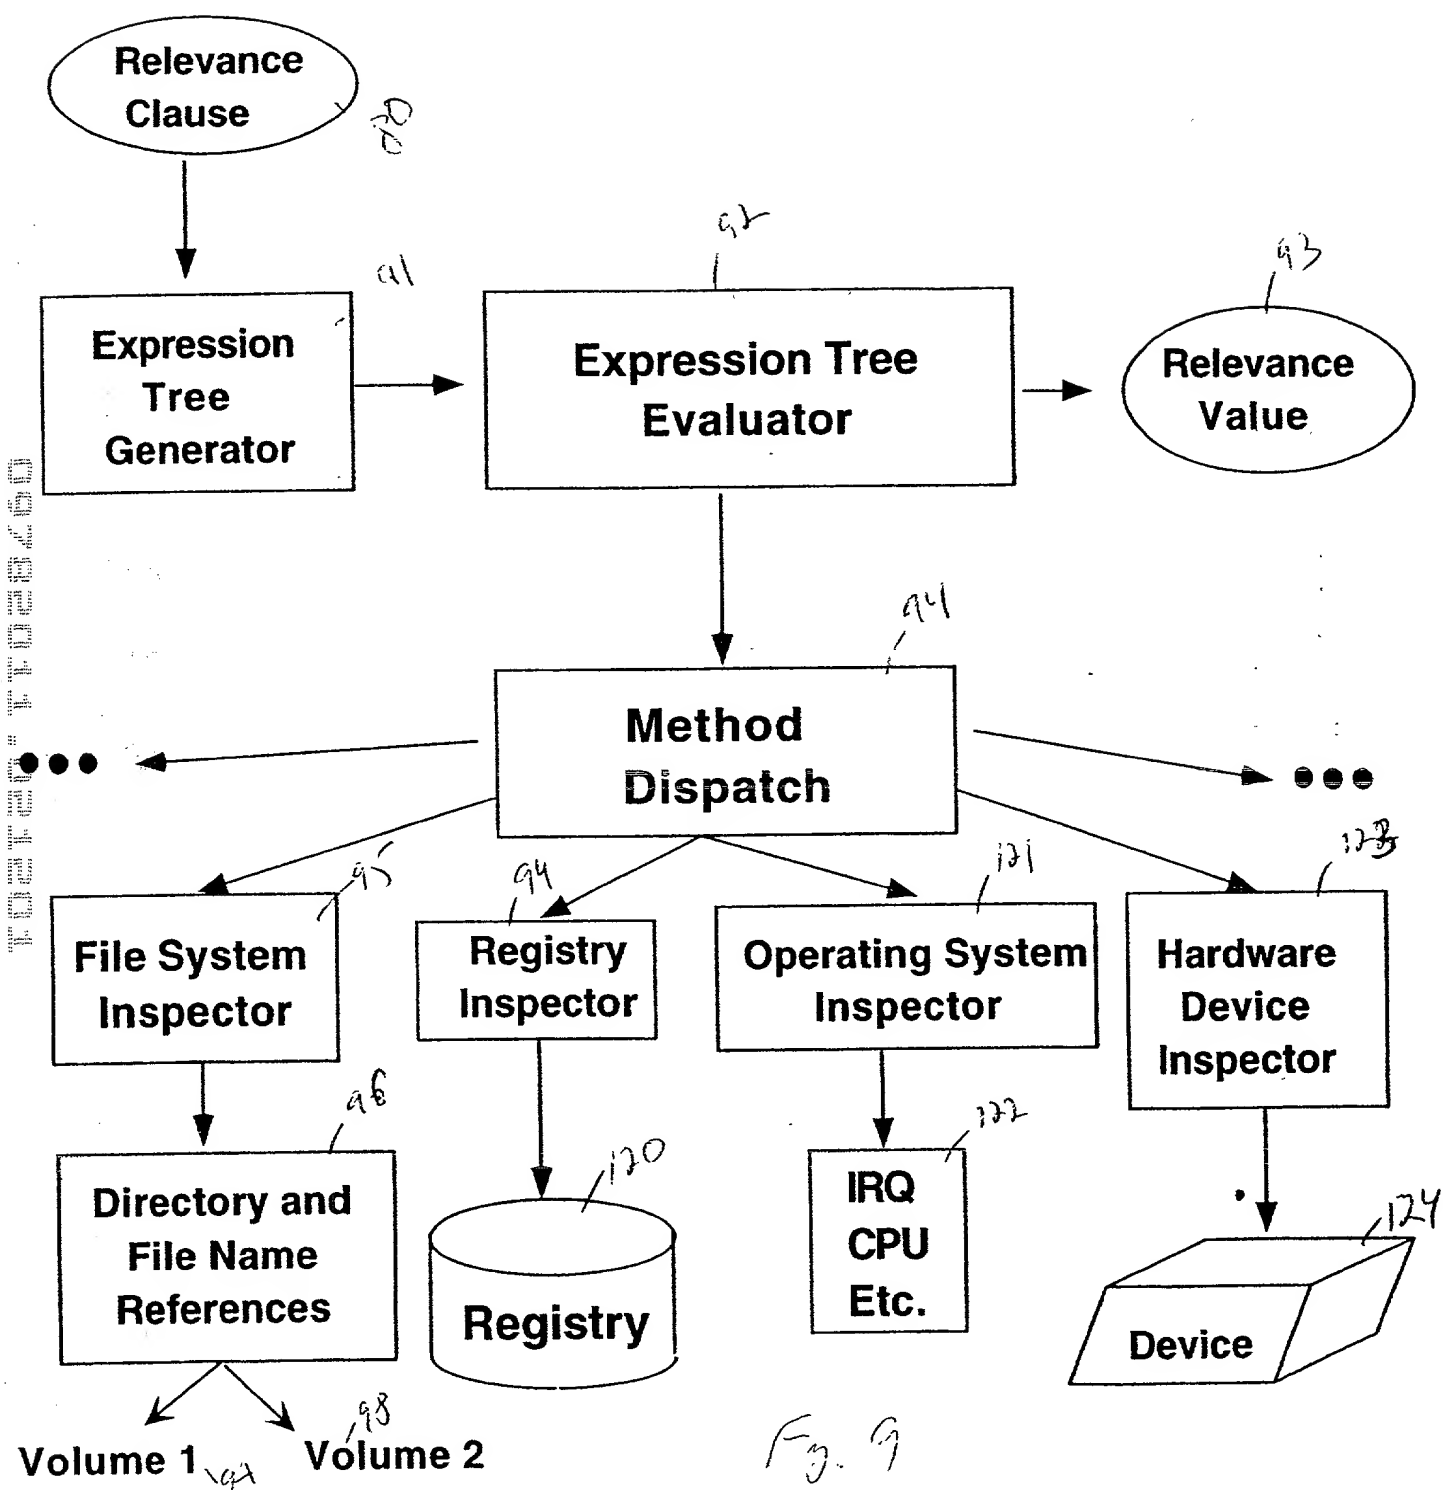 Relevance
Clause
92
93
91
Expression
Tree
Generator
Expression Tree
Evaluator
Relevance
Value
94
Method
Dispatch
95
94
121
123
File System
Inspector
Registry
Inspector
Operating System
Inspector
Hardware
Device
Inspector
96
120
122
124
Directory and
File Name
References
Registry
IRQ
CPU
Etc.
Device
98
Volume 1
Volume 2
97
Fig. 9